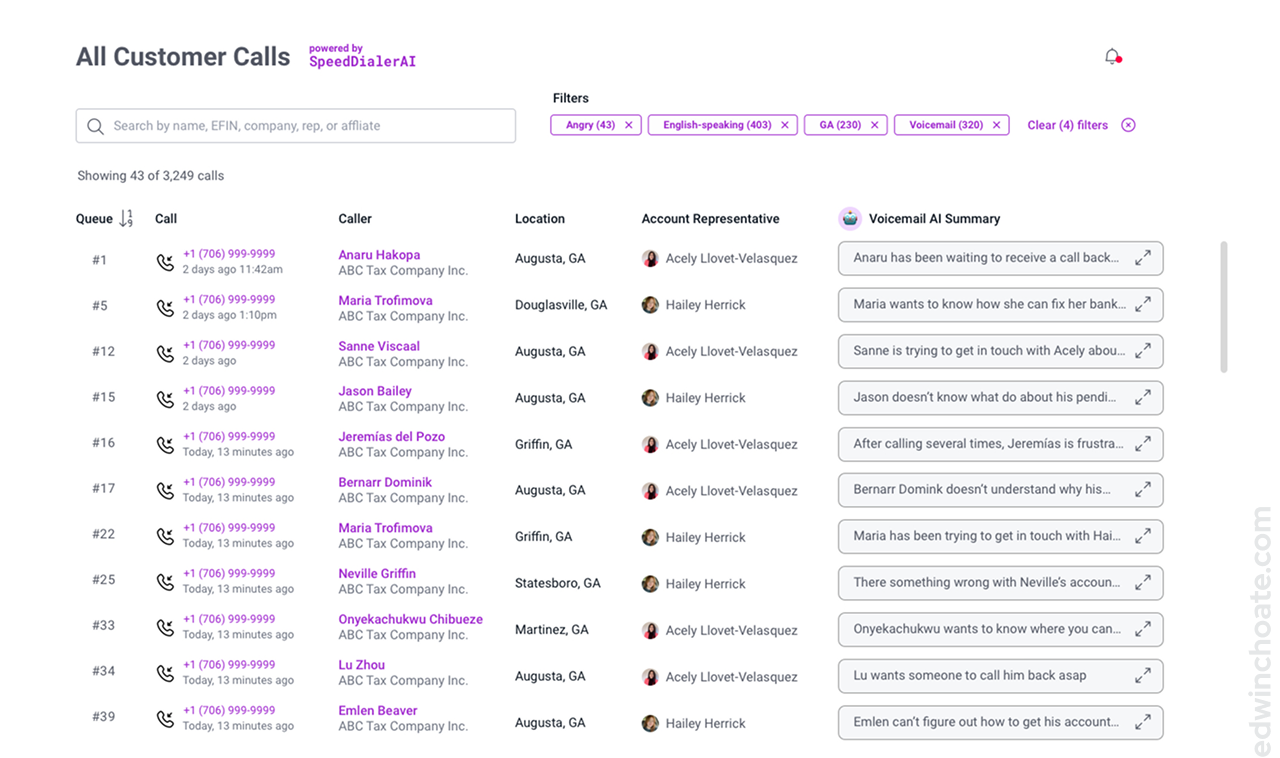 All Customer Calls
powered by
SpeedDialerAI
Filters
Search by name, EFIN, company, rep, or affliate
Angry (43) ✕ English-speaking (403) ✕ GA (230) ✕ Voicemail (320) ✕ Clear (4) filters
Showing 43 of 3,249 calls
Queue 1 9 Call Caller Location Account Representative Voicemail AI Summary
#1 +1 (706) 999-9999 Anaru Hakopa Augusta, GA Acely Llovet-Velasquez Anaru has been waiting to receive a call back...
2 days ago 11:42am ABC Tax Company Inc.
#5 +1 (706) 999-9999 Maria Trofimova Douglasville, GA Hailey Herrick Maria wants to know how she can fix her bank...
2 days ago 1:10pm ABC Tax Company Inc.
#12 +1 (706) 999-9999 Sanne Viscaal Augusta, GA Acely Llovet-Velasquez Sanne is trying to get in touch with Acely abou...
2 days ago ABC Tax Company Inc.
#15 +1 (706) 999-9999 Jason Bailey Augusta, GA Hailey Herrick Jason doesn't know what do about his pendi...
2 days ago ABC Tax Company Inc.
#16 +1 (706) 999-9999 Jeremías del Pozo Griffin, GA Acely Llovet-Velasquez After calling several times, Jeremías is frustra...
Today, 13 minutes ago ABC Tax Company Inc.
#17 +1 (706) 999-9999 Bernarr Dominik Augusta, GA Acely Llovet-Velasquez Bernarr Domink doesn't understand why his...
Today, 13 minutes ago ABC Tax Company Inc.
#22 +1 (706) 999-9999 Maria Trofimova Griffin, GA Hailey Herrick Maria has been trying to get in touch with Hai...
Today, 13 minutes ago ABC Tax Company Inc.
#25 +1 (706) 999-9999 Neville Griffin Statesboro, GA Hailey Herrick There something wrong with Neville's accoun...
Today, 13 minutes ago ABC Tax Company Inc.
#33 +1 (706) 999-9999 Onyekachukwu Chibueze Martinez, GA Acely Llovet-Velasquez Onyekachukwu wants to know where you can...
Today, 13 minutes ago ABC Tax Company Inc.
#34 +1 (706) 999-9999 Lu Zhou Augusta, GA Acely Llovet-Velasquez Lu wants someone to call him back asap
Today, 13 minutes ago ABC Tax Company Inc.
#39 +1 (706) 999-9999 Emlen Beaver Augusta, GA Hailey Herrick Emlen can't figure out how to get his account...
Today, 13 minutes ago ABC Tax Company Inc.
edwinchoate.com